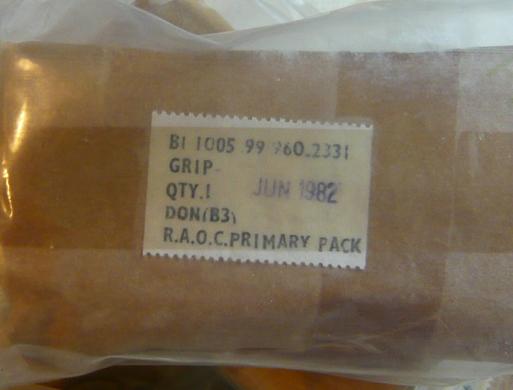 B1 1005 99 960.2331
GRIP
QTY.1 JUN 1982
DON(B3)
R.A.O.C.PRIMARY PACK